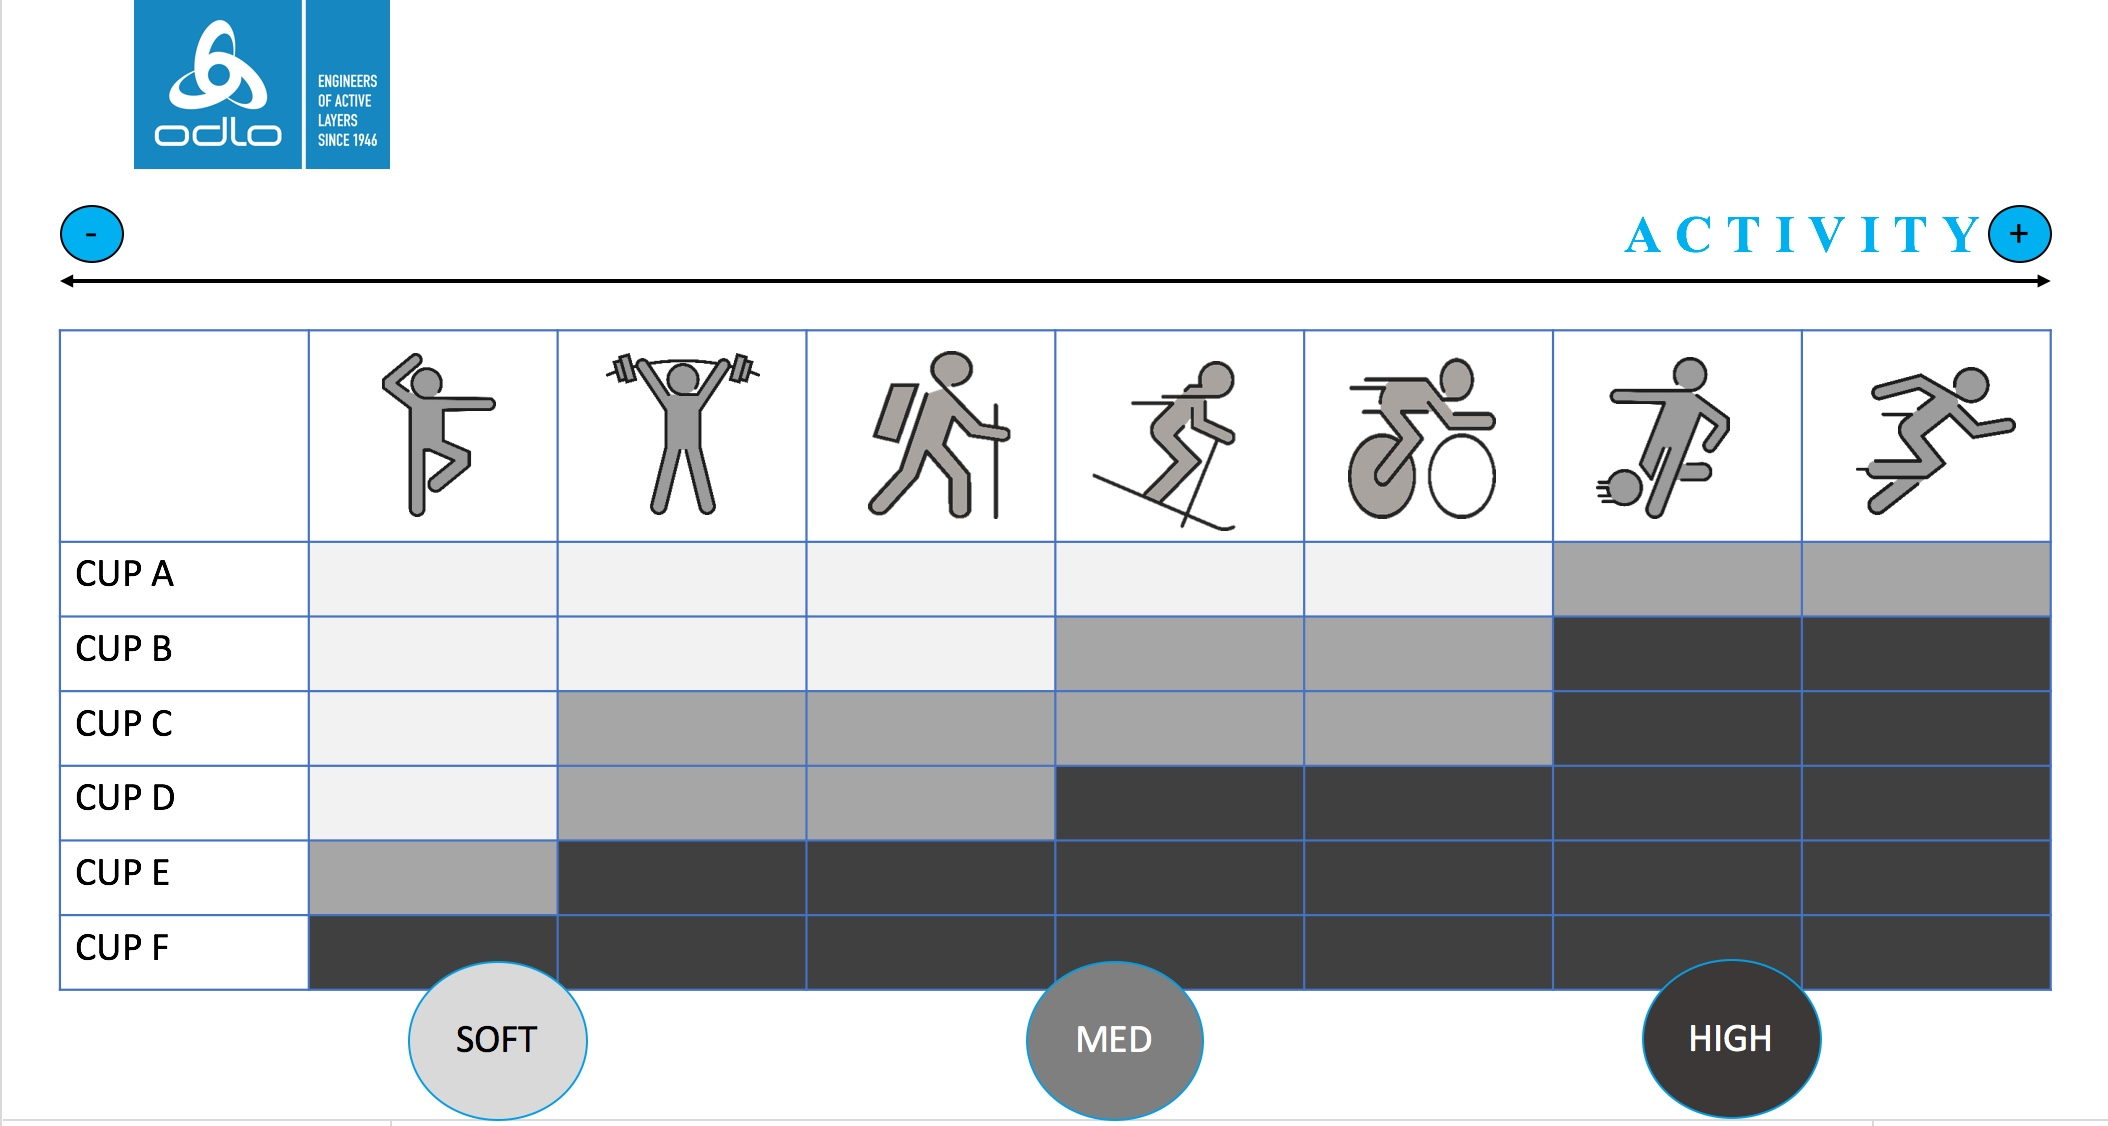 odlo
ENGINEERS
OF ACTIVE
LAYERS
SINCE 1946
-
ACTIVITY
+
CUP A
CUP B
CUP C
CUP D
CUP E
CUP F
SOFT
MED
HIGH